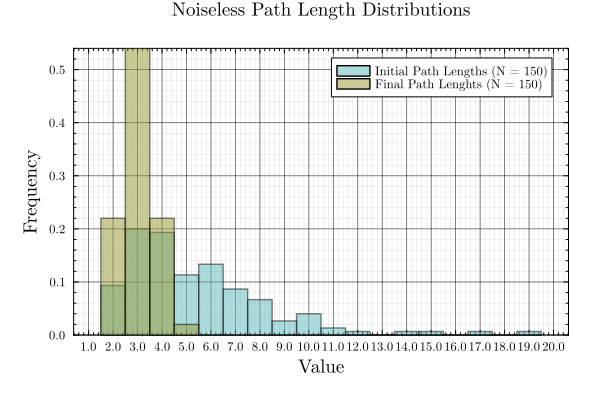 Noiseless Path Length Distributions
Initial Path Lengths (N = 150)
Final Path Lenghts (N = 150)
Frequency
0.5
0.4
0.3
0.2
0.1
0.0
1.0 2.0 3.0 4.0 5.0 6.0 7.0 8.0 9.0 10.0 11.0 12.0 13.0 14.0 15.0 16.0 17.0 18.0 19.0 20.0
Value